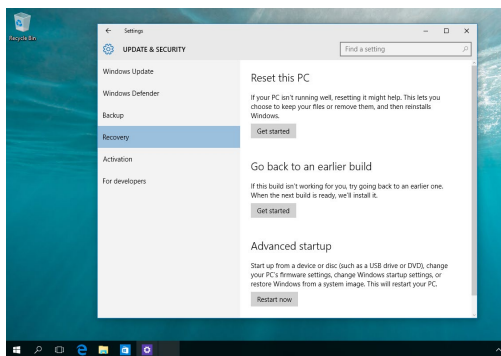 Recycle Bin
Settings
UPDATE & SECURITY
Find a setting
Windows Update
Windows Defender
Backup
Recovery
Activation
For developers
Reset this PC
If your PC isn't running well, resetting it might help. This lets you
choose to keep your files or remove them, and then reinstalls
Windows.
Get started
Go back to an earlier build
If this build isn't working for you, try going back to an earlier one.
When the next build is ready, we'll install it.
Get started
Advanced startup
Start up from a device or disc (such as a USB drive or DVD), change
your PC's firmware settings, change Windows startup settings, or
restore Windows from a system image. This will restart your PC.
Restart now